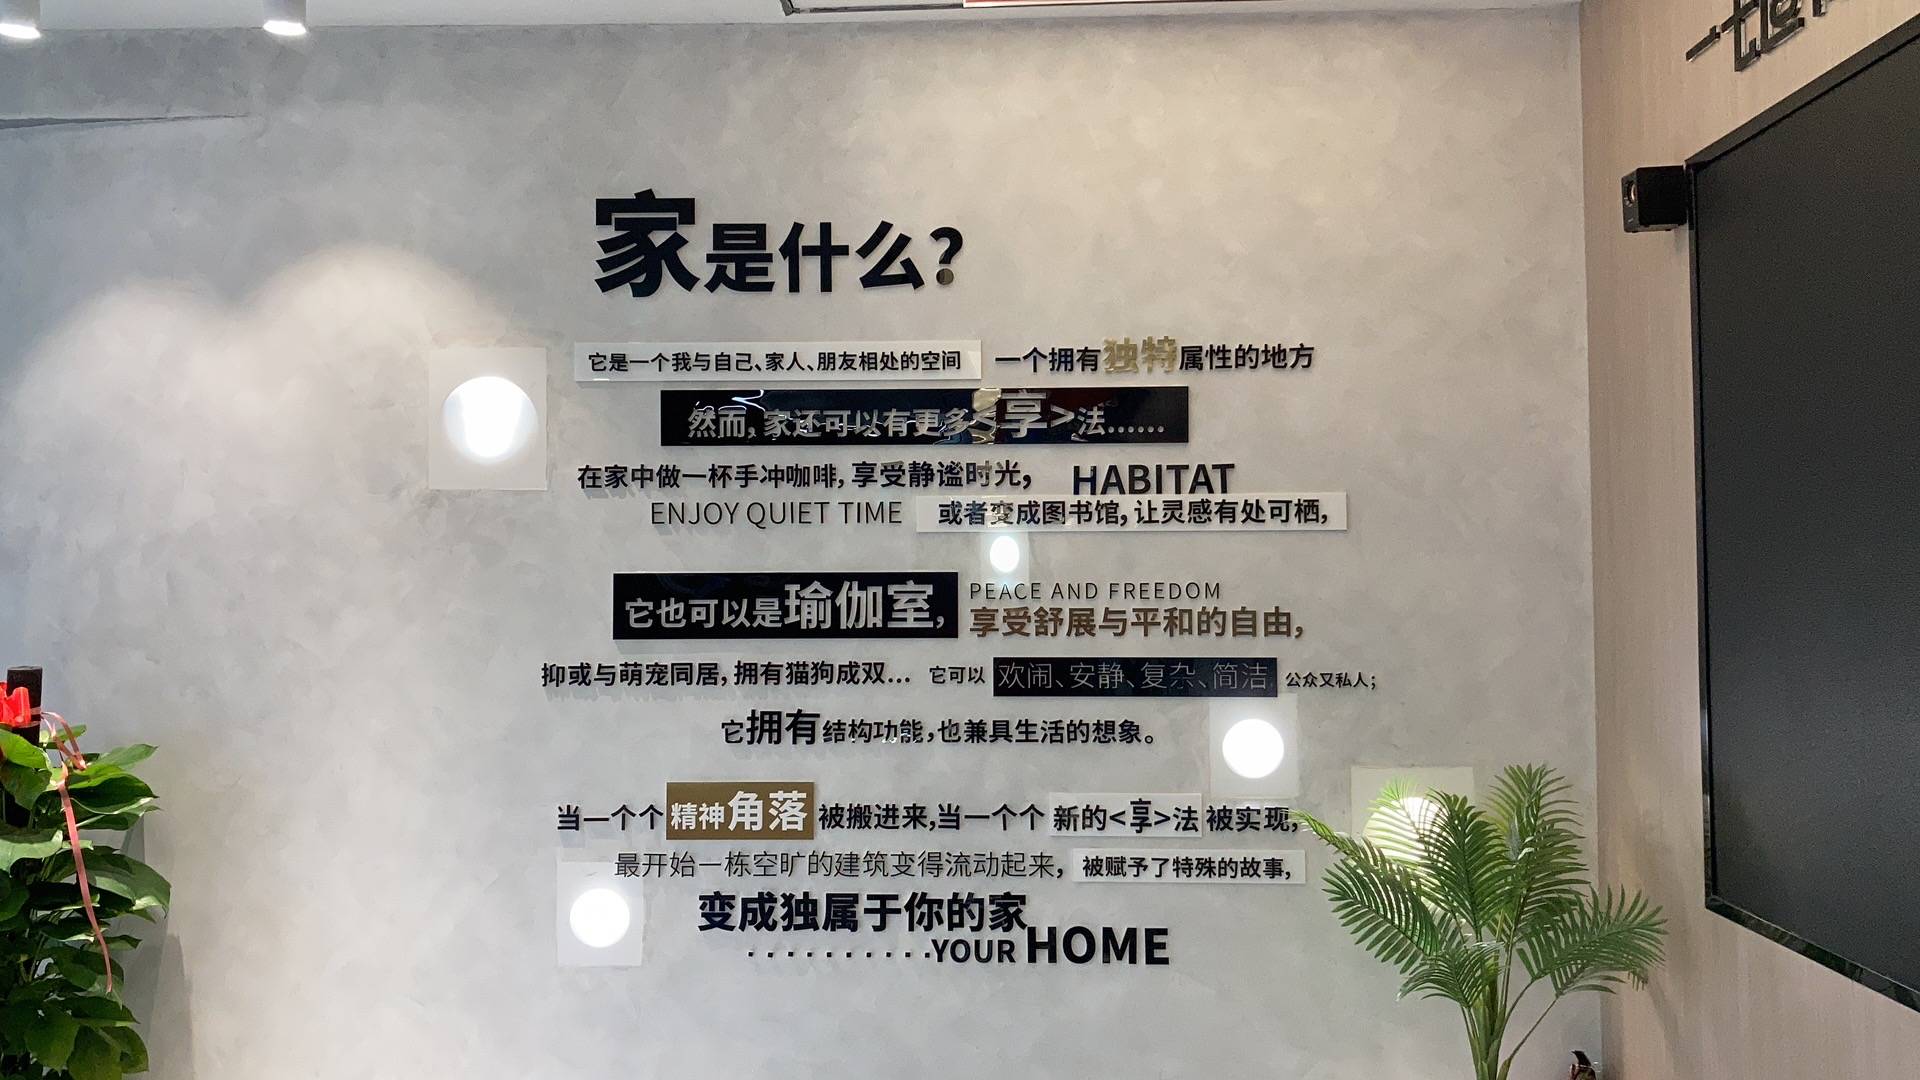 家是什么?
它是一个我与自己、家人、朋友相处的空间 一个拥有独特属性的地方
然而,家还可以有更多<享>法......
在家中做一杯手冲咖啡,享受静谧时光, HABITAT
ENJOY QUIET TIME 或者变成图书馆,让灵感有处可栖,
PEACE AND FREEDOM
它也可以是瑜伽室, 享受舒展与平和的自由,
抑或与萌宠同居,拥有猫狗成双... 它可以 欢闹、安静、复杂、简洁 公众又私人;
它拥有结构功能,也兼具生活的想象。
当一个个 精神角落 被搬进来,当一个个 新的<享>法 被实现,
最开始一栋空旷的建筑变得流动起来, 被赋予了特殊的故事,
变成独属于你的家
..........YOUR HOME